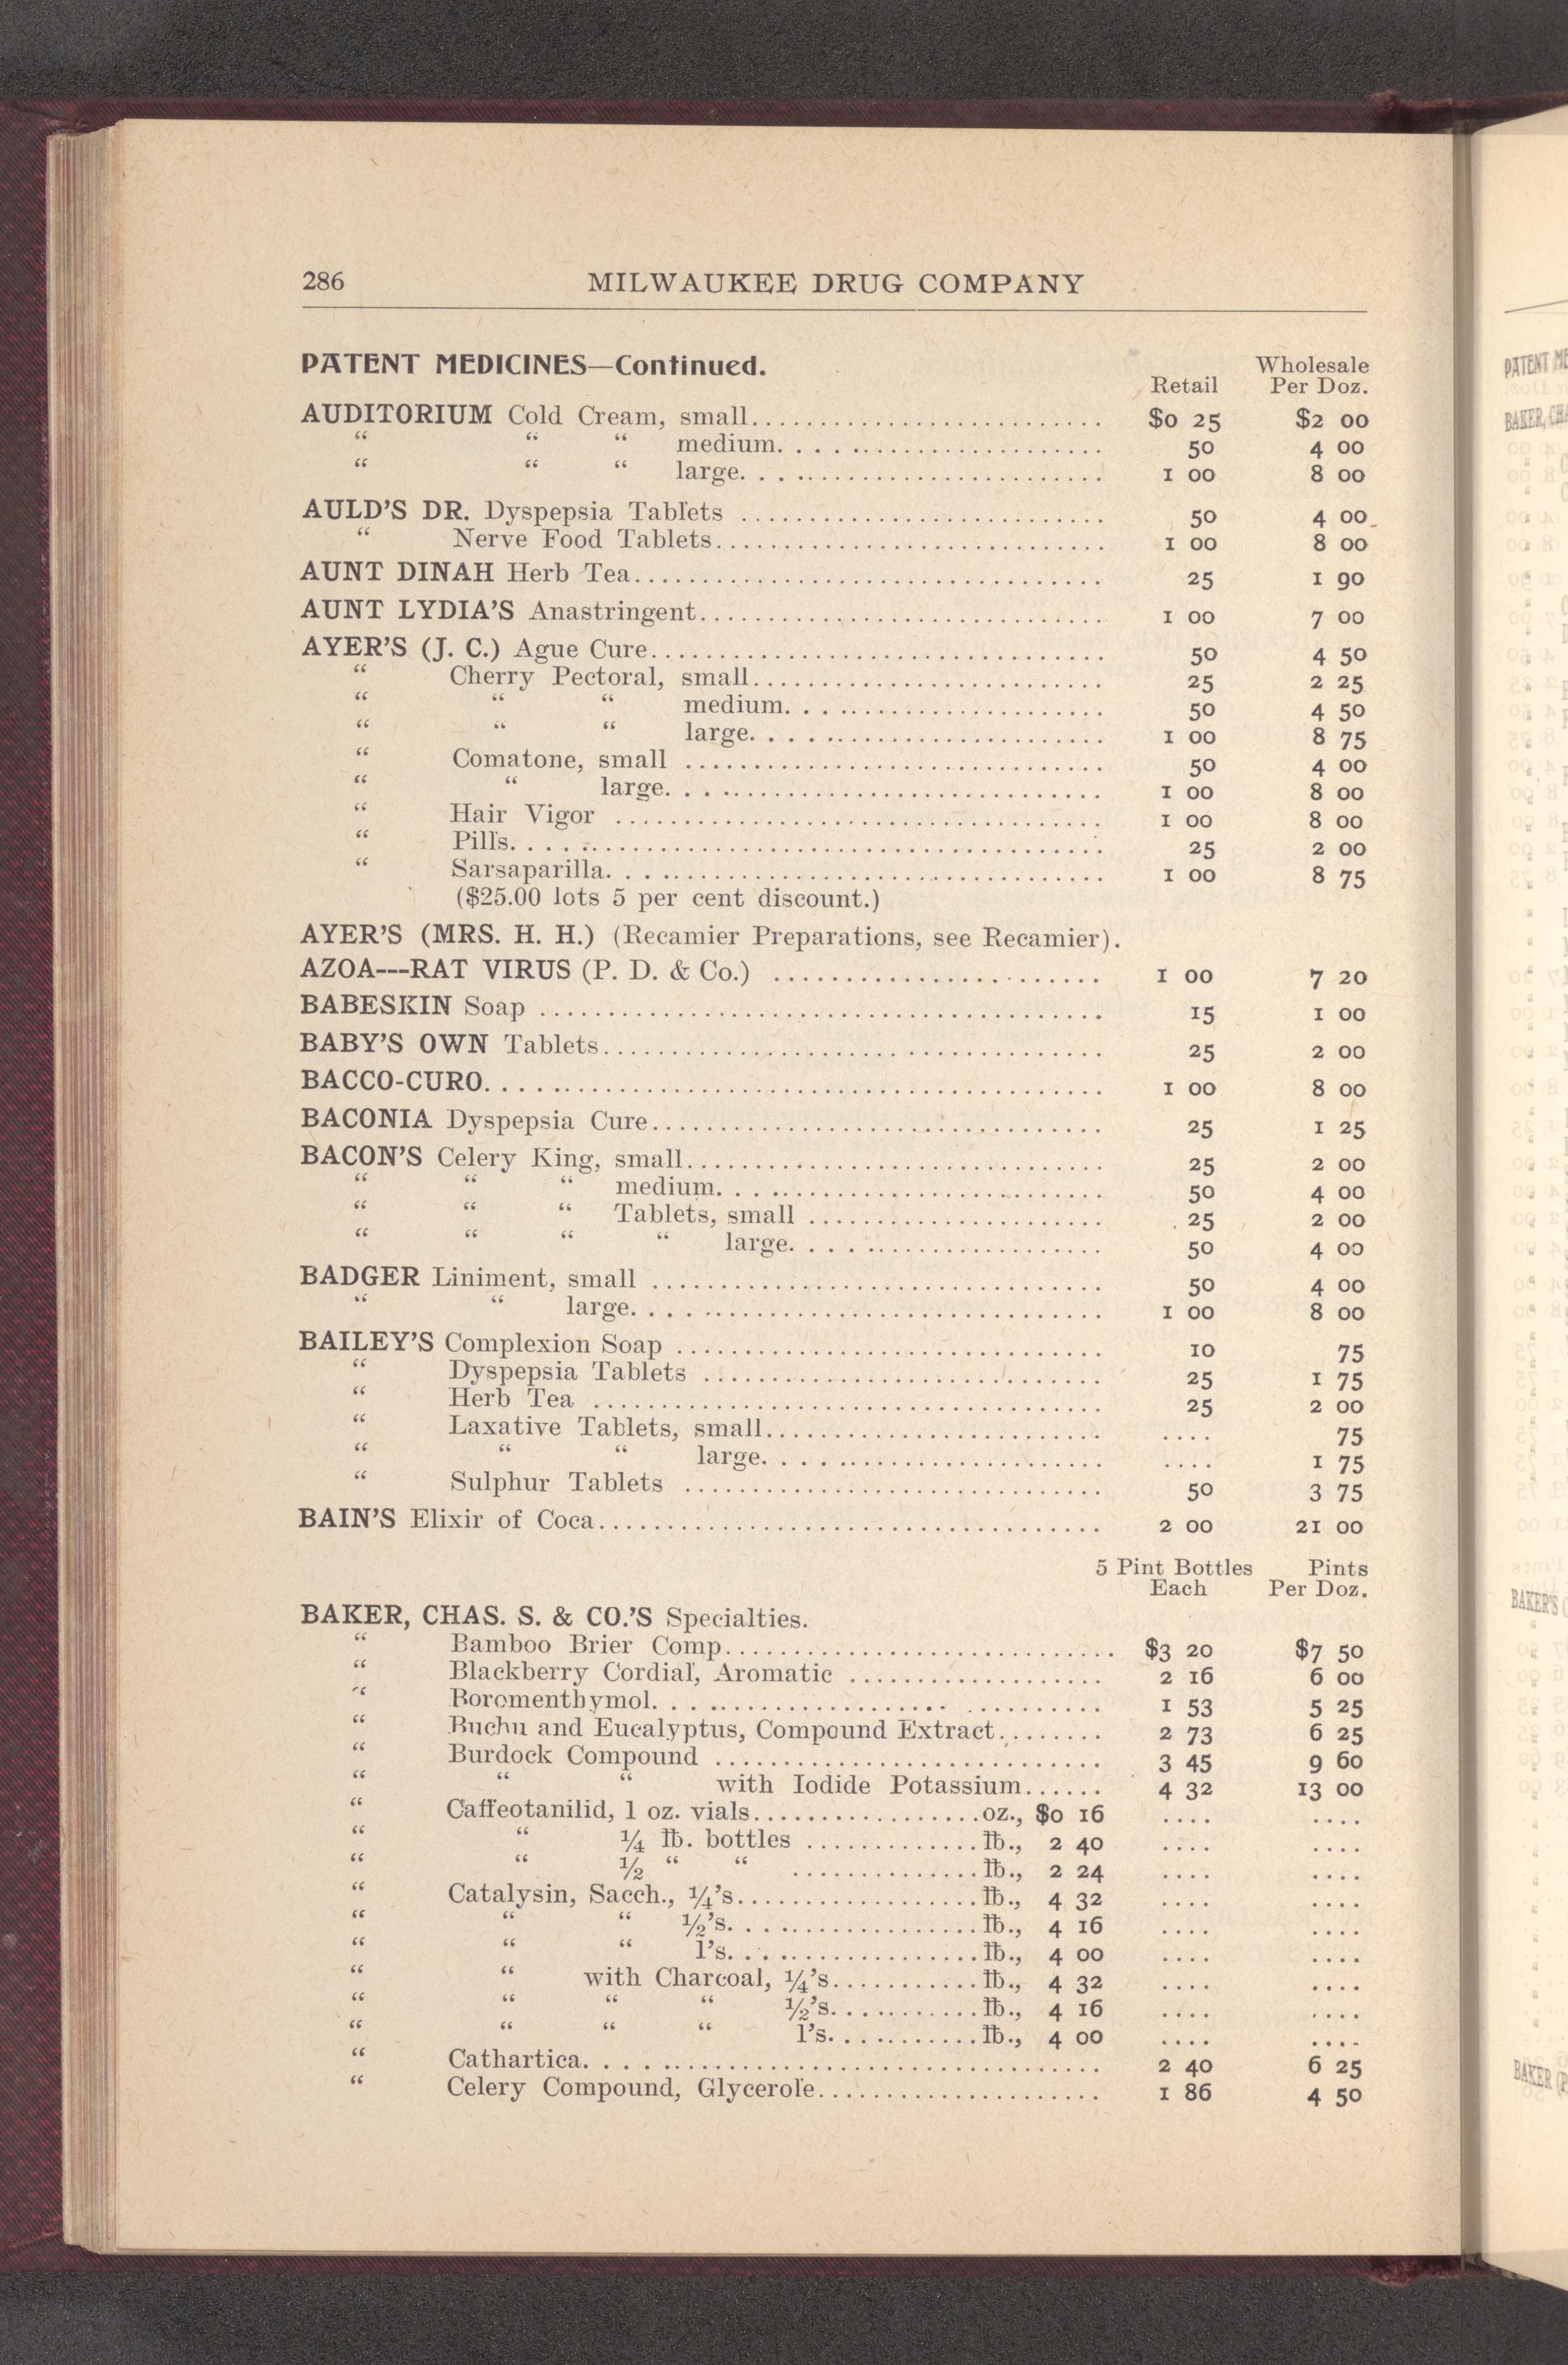 286 MILWAUKEE DRUG COMPANY
PATENT MEDICINES—Continued.
Wholesale
Retail Per Doz.
AUDITORIUM Cold Cream, small.......................... $0 25 $2 00
“ “ “ medium........................ 50 4 00
“ “ “ large.......................... 1 00 8 00
AULD'S DR. Dyspepsia Tablets ........................... 50 4 00
“ Nerve Food Tablets............................. 1 00 8 00
AUNT DINAH Herb Tea................................... 25 1 90
AUNT LYDIA'S Anastringent.............................. 1 00 7 00
AYER'S (J. C.) Ague Cure................................. 50 4 50
“ Cherry Pectoral, small.......................... 25 2 25
“ “ “ medium........................ 50 4 50
“ “ “ large.......................... 1 00 8 75
“ Comatone, small ............................... 50 4 00
“ “ large................................ 1 00 8 00
“ Hair Vigor .................................... 1 00 8 00
“ Pills............................................ 25 2 00
“ Sarsaparilla..................................... 1 00 8 75
($25.00 lots 5 per cent discount.)
AYER'S (MRS. H. H.) (Recamier Preparations, see Recamier).
AZOA---RAT VIRUS (P. D. & Co.) ........................ 1 00 7 20
BABESKIN Soap .......................................... 15 1 00
BABY'S OWN Tablets..................................... 25 2 00
BACCO-CURO.............................................. 1 00 8 00
BACONIA Dyspepsia Cure................................. 25 1 25
BACON'S Celery King, small............................... 25 2 00
“ “ “ medium............................. 50 4 00
“ “ “ Tablets, small ...................... 25 2 00
“ “ “ “ large....................... 50 4 00
BADGER Liniment, small ................................. 50 4 00
“ “ large................................... 1 00 8 00
BAILEY'S Complexion Soap ............................... 10 75
“ Dyspepsia Tablets ............................. 25 1 75
“ Herb Tea ..................................... 25 2 00
“ Laxative Tablets, small......................... .... 75
“ “ “ large......................... .... 1 75
“ Sulphur Tablets ............................... 50 3 75
BAIN'S Elixir of Coca..................................... 2 00 21 00
5 Pint Bottles Pints
Each Per Doz.
BAKER, CHAS. S. & CO.'S Specialties.
“ Bamboo Brier Comp............................. $3 20 $7 50
“ Blackberry Cordial, Aromatic ................... 2 16 6 00
“ Boromenthymol................................. 1 53 5 25
“ Buchu and Eucalyptus, Compound Extract........ 2 73 6 25
“ Burdock Compound ............................. 3 45 9 60
“ “ “ with Iodide Potassium...... 4 32 13 00
“ Caffeotanilid, 1 oz. vials.................oz., $0 16 .... ....
“ “ ¼ lb. bottles .............lb., 2 40 .... ....
“ “ ½ “ “ ..............lb., 2 24 .... ....
“ Catalysin, Sacch., ¼'s..................lb., 4 32 .... ....
“ “ “ ½'s..................lb., 4 16 .... ....
“ “ “ 1's..................lb., 4 00 .... ....
“ “ with Charcoal, ¼'s...........lb., 4 32 .... ....
“ “ “ “ ½'s...........lb., 4 16 .... ....
“ “ “ “ 1's...........lb., 4 00 .... ....
“ Cathartica...................................... 2 40 6 25
“ Celery Compound, Glycerole..................... 1 86 4 50
PATENT ME
BAKER, CHA
BAKER'S (
BAKER (P